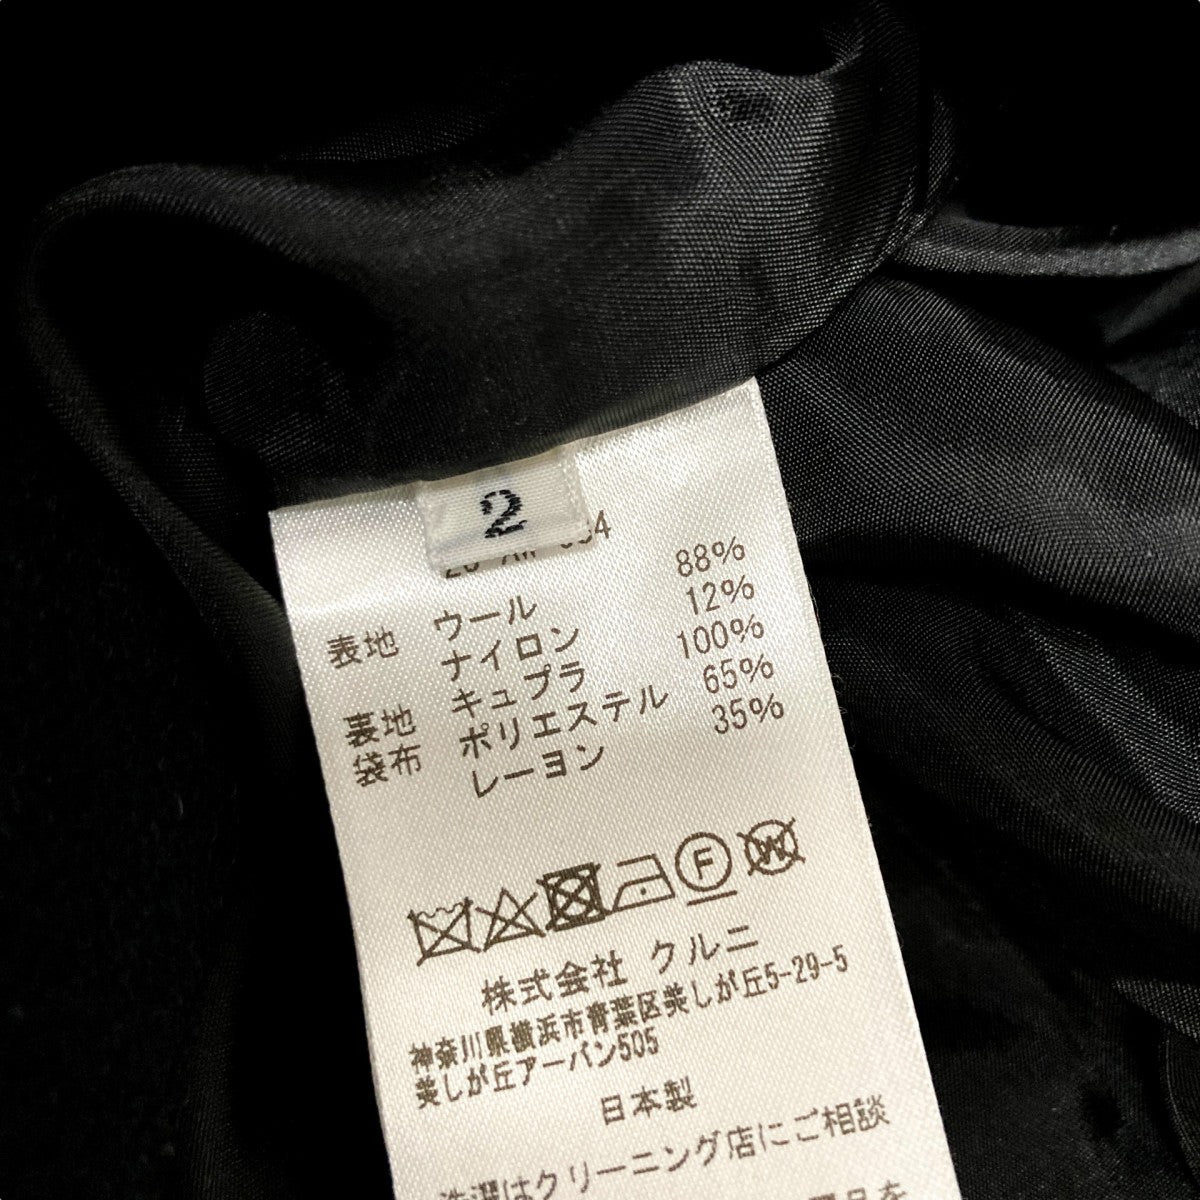 2
表地 ウール 88%
ナイロン 12%
裏地 キュプラ 100%
袋布 ポリエステル 65%
レーヨン 35%
F W
株式会社 クルニ
神奈川県横浜市青葉区美しが丘5-29-5
美しが丘アーバン505
日本製
洗濯はクリーニング店にご相談